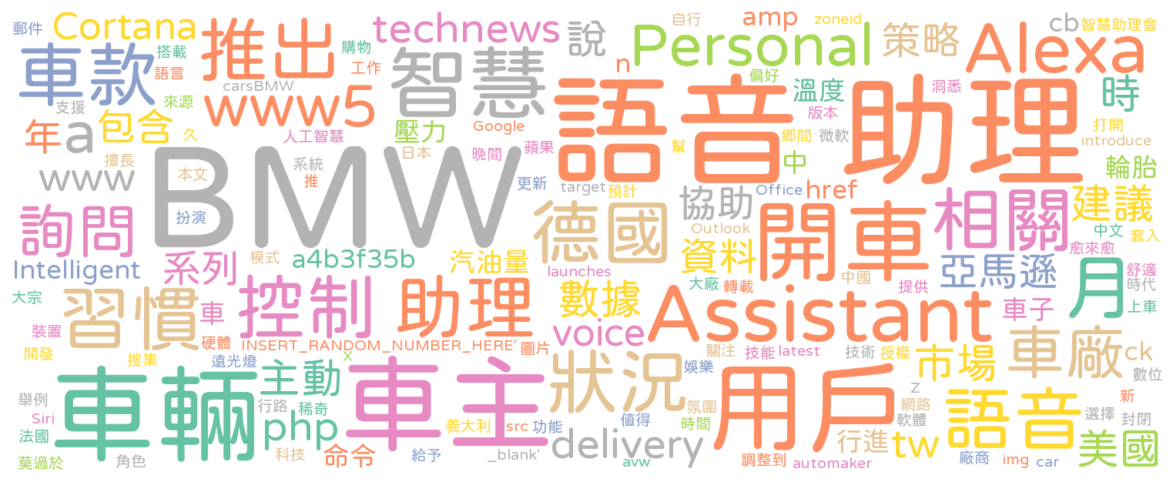 郵件 Cortana technews 說 自行 amp zoneid cb 智慧助理會
車款 搭載 語言 推出 購物 工作 智慧 n Personal 策略 Alexa
carsBMW 支援 來源 www5 偏好 溫度 洞悉 版本 時
年 a 包含 久 人工智慧 壓力 Google 語音助理 打開 introduce
擅長 本文 系統 日本 晚間 蘋果 幫 鄉間 微軟 中 輪胎
www 推 BMW 更新 target 預計 Office href 建議
詢問 扮演 德國 協助 Outlook 開車 相關 中文 套入
Intelligent 系列 模式 a4b3f35b 汽油量 launches 資料 亞馬遜 月 愈來愈 舒適 時代
大宗 習慣 車 控制 助理 數據 大廠 轉載 中國 提供 車子 上車
裝置 硬體 INSERT_RANDOM_NUMBER_HERE' 圖片 voice Assistant
開發 搜集 遠光燈 x 關注 技能 latest 技術 授權 市場 車廠 ck
車輛 主動 車主 狀況 娛樂 用戶 z 網路 數位
舉例 行路 稀奇 氛圍 軟體 語音 新 選擇 封閉
Siri php 義大利 src 功能 值得 時間 行進 tw 美國
法國 科技 命令 delivery
莫過於 角色 給予 _blank' avw 調整到 automaker 廠商 img car